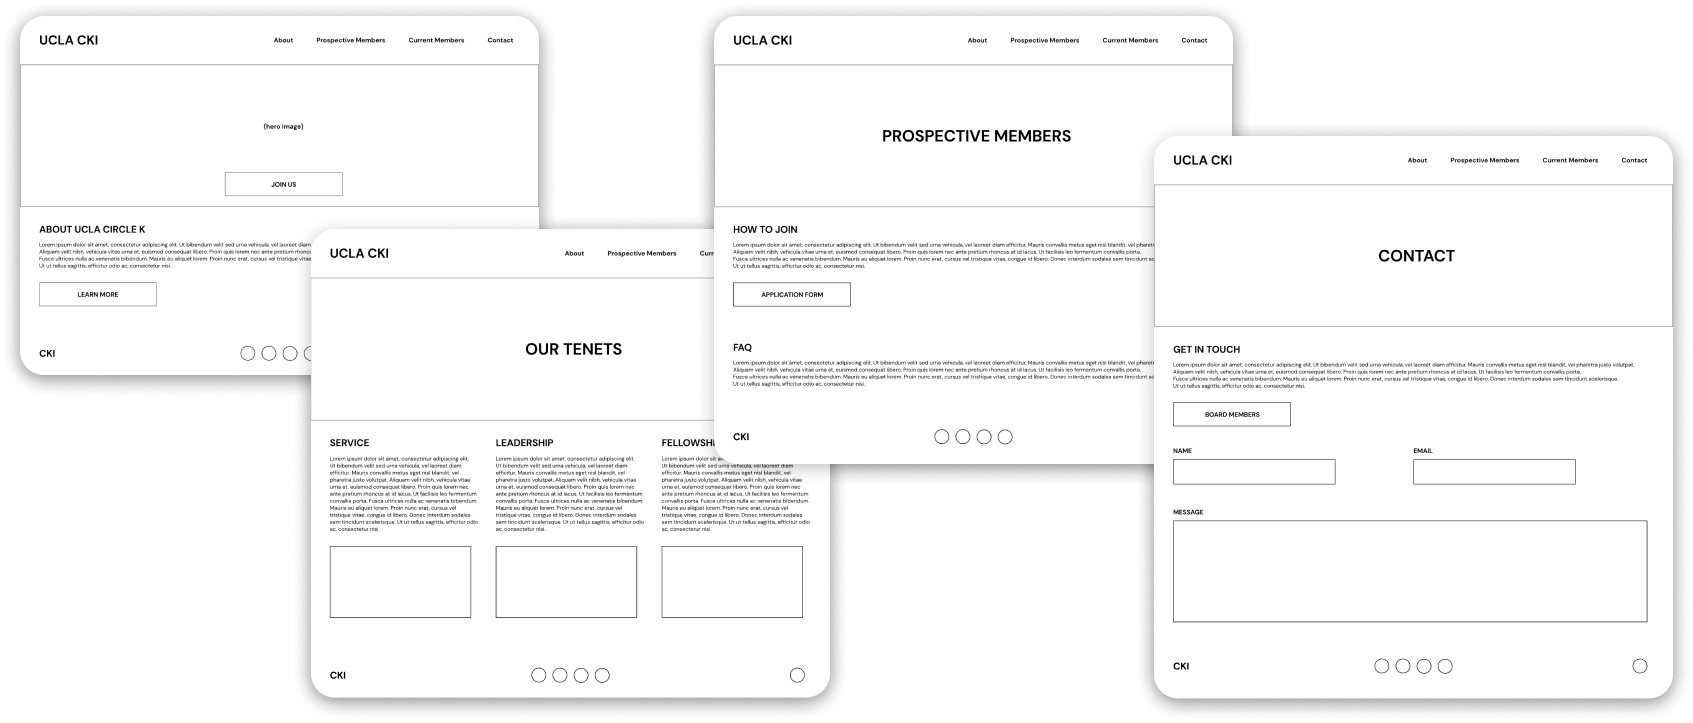 UCLA CKI
About Prospective Members Current Members Contact
(hero image)
JOIN US
ABOUT UCLA CIRCLE K
Lorem ipsum dolor sit amet, consectetur adipiscing elit. Ut bibendum velit sed urna vehicula, vel laoreet diam
Aliquam velit nibh, vehicula vitae urna et, euismod consequat libero. Proin quis lorem nec ante pretium rhoncus
Fusce ultrices nulla ac venenatis bibendum. Mauris eu aliquet lorem. Proin nunc erat, cursus vel tristique vitae
Ut ut tellus sagittis, efficitur odio ac, consectetur nisi.
LEARN MORE
CKI
UCLA CKI
About Prospective Members
OUR TENETS
SERVICE
Lorem ipsum dolor sit amet, consectetur adipiscing elit.
Ut bibendum velit sed urna vehicula, vel laoreet diam
efficitur. Mauris convallis metus eget nisl blandit, vel
pharetra justo volutpat. Aliquam velit nibh, vehicula vitae
urna et, euismod consequat libero. Proin quis lorem nec
ante pretium rhoncus at id lacus. Ut facilisis leo fermentum
convallis porta. Fusce ultrices nulla ac venenatis bibendum.
Mauris eu aliquet lorem. Proin nunc erat, cursus vel
tristique vitae, congue id libero. Donec interdum sodales
sem tincidunt scelerisque. Ut ut tellus sagittis, efficitur odio
ac, consectetur nisi.
LEADERSHIP
Lorem ipsum dolor sit amet, consectetur adipiscing elit.
Ut bibendum velit sed urna vehicula, vel laoreet diam
efficitur. Mauris convallis metus eget nisl blandit, vel
pharetra justo volutpat. Aliquam velit nibh, vehicula vitae
urna et, euismod consequat libero. Proin quis lorem nec
ante pretium rhoncus at id lacus. Ut facilisis leo fermentum
convallis porta. Fusce ultrices nulla ac venenatis bibendum.
Mauris eu aliquet lorem. Proin nunc erat, cursus vel
tristique vitae, congue id libero. Donec interdum sodales
sem tincidunt scelerisque. Ut ut tellus sagittis, efficitur odio
ac, consectetur nisi.
Lorem ipsum dolor sit
Ut bibendum velit sed urna vehicula, vel laoreet diam
efficitur. Mauris convallis metus eget nisl blandit, vel
pharetra justo volutpat. Aliquam velit nibh, vehicula vitae
urna et, euismod consequat libero. Proin quis lorem nec
ante pretium rhoncus at id lacus. Ut facilisis leo fermentum
convallis porta. Fusce ultrices nulla ac venenatis bibendum.
Mauris eu aliquet lorem. Proin nunc erat, cursus vel
tristique vitae, congue id libero. Donec interdum sodales
sem tincidunt scelerisque. Ut ut tellus sagittis, efficitur odio
ac, consectetur nisi.
CKI
UCLA CKI
About Prospective Members Current Members Contact
PROSPECTIVE MEMBERS
HOW TO JOIN
Lorem ipsum dolor sit amet, consectetur adipiscing elit. Ut bibendum velit sed urna vehicula, vel laoreet diam efficitur. Mauris convallis metus eget nisl blandit, vel
Aliquam velit nibh, vehicula vitae urna et, euismod consequat libero. Proin quis lorem nec ante pretium rhoncus at id lacus. Ut facilisis leo fermentum convallis porta.
Fusce ultrices nulla ac venenatis bibendum. Mauris eu aliquet lorem. Proin nunc erat, cursus vel tristique vitae, congue id libero. Donec interdum sodales sem tincidunt
Ut ut tellus sagittis, efficitur odio ac, consectetur nisi.
APPLICATION FORM
FAQ
Lorem ipsum dolor sit amet, consectetur adipiscing elit. Ut bibendum velit sed urna vehicula, vel laoreet diam efficitur. Mauris convallis metus eget nisl blandit, vel
Aliquam velit nibh, vehicula vitae urna et, euismod consequat libero. Proin quis lorem nec ante pretium rhoncus at id lacus. Ut facilisis leo fermentum convallis porta.
Fusce ultrices nulla ac venenatis bibendum. Mauris eu aliquet lorem. Proin nunc erat, cursus vel tristique vitae, congue id libero. Donec interdum sodales sem tincidunt
Ut ut tellus sagittis, efficitur odio ac, consectetur nisi.
CKI
UCLA CKI
About Prospective Members Current Members Contact
CONTACT
GET IN TOUCH
Lorem ipsum dolor sit amet, consectetur adipiscing elit. Ut bibendum velit sed urna vehicula, vel laoreet diam efficitur. Mauris convallis metus eget nisl blandit, vel pharetra justo volutpat.
Aliquam velit nibh, vehicula vitae urna et, euismod consequat libero. Proin quis lorem nec ante pretium rhoncus at id lacus. Ut facilisis leo fermentum convallis porta.
Fusce ultrices nulla ac venenatis bibendum. Mauris eu aliquet lorem. Proin nunc erat, cursus vel tristique vitae, congue id libero. Donec interdum sodales sem tincidunt scelerisque.
Ut ut tellus sagittis, efficitur odio ac, consectetur nisi.
BOARD MEMBERS
NAME EMAIL
MESSAGE
CKI